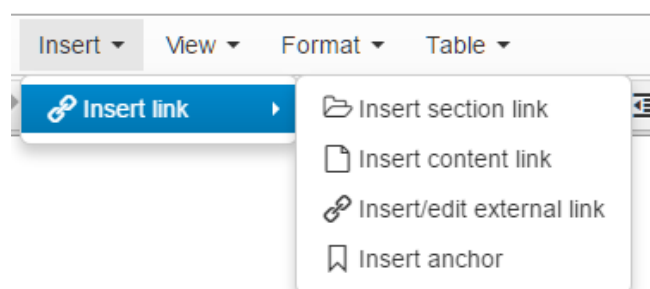 Insert View Format Table
Insert link
Insert section link
Insert content link
Insert/edit external link
Insert anchor